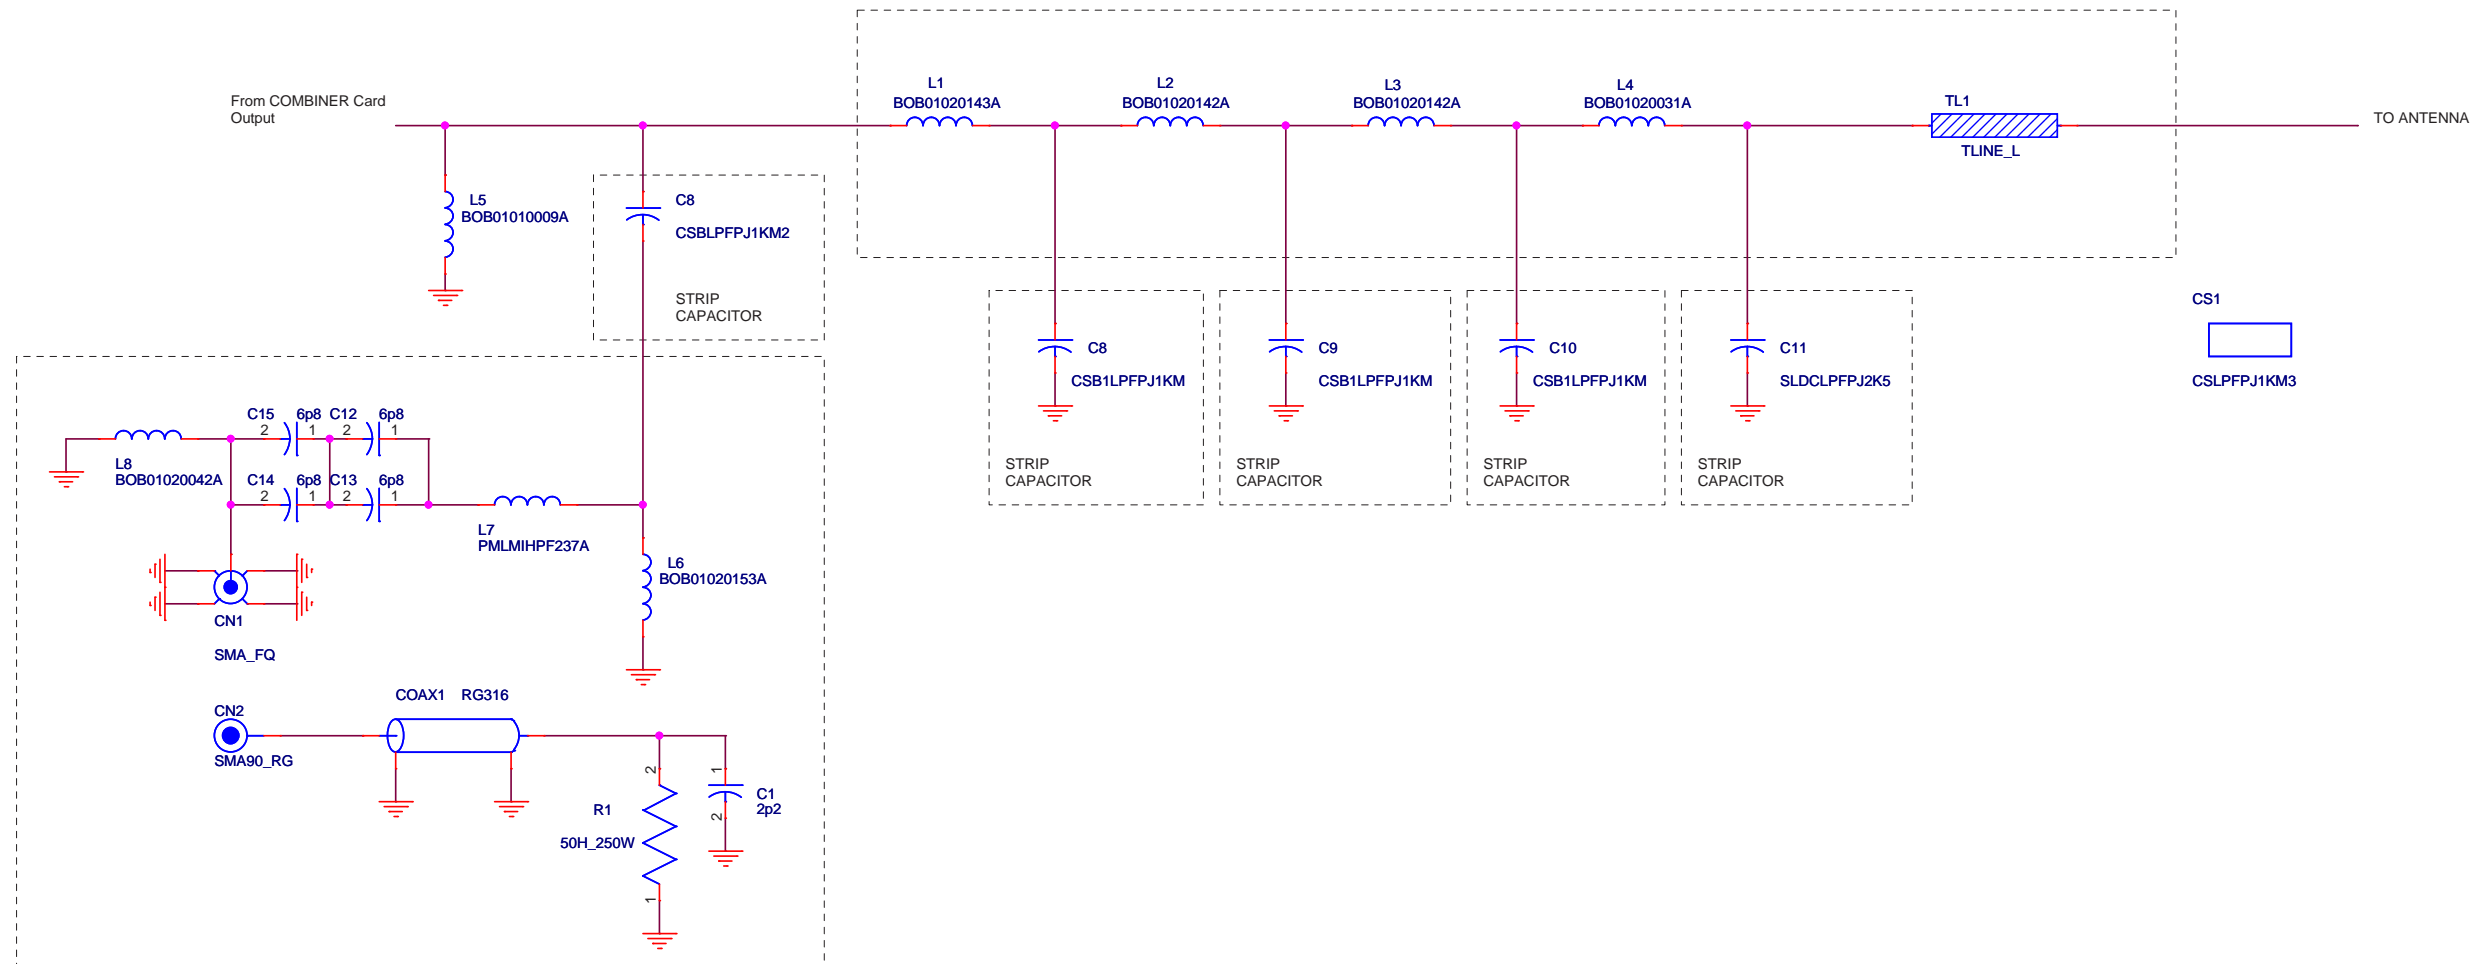 From COMBINER Card
Output
L1
BOB01020143A
L2
BOB01020142A
L3
BOB01020142A
L4
BOB01020031A
TL1
TLINE_L
TO ANTENNA
L5
BOB01010009A
C8
CSBLPFPJ1KM2
STRIP
CAPACITOR
C8
CSB1LPFPJ1KM
STRIP
CAPACITOR
C9
CSB1LPFPJ1KM
STRIP
CAPACITOR
C10
CSB1LPFPJ1KM
STRIP
CAPACITOR
C11
SLDCLPFPJ2K5
STRIP
CAPACITOR
CS1
CSLPFPJ1KM3
C15 6p8 C12 6p8
2 1 2 1
L8
BOB01020042A
C14 6p8 C13 6p8
2 1 2 1
L7
PMLMIHPF237A
L6
BOB01020153A
CN1
SMA_FQ
COAX1 RG316
CN2
SMA90_RG
2
1
R1
50H_250W
1
C1
2p2
2